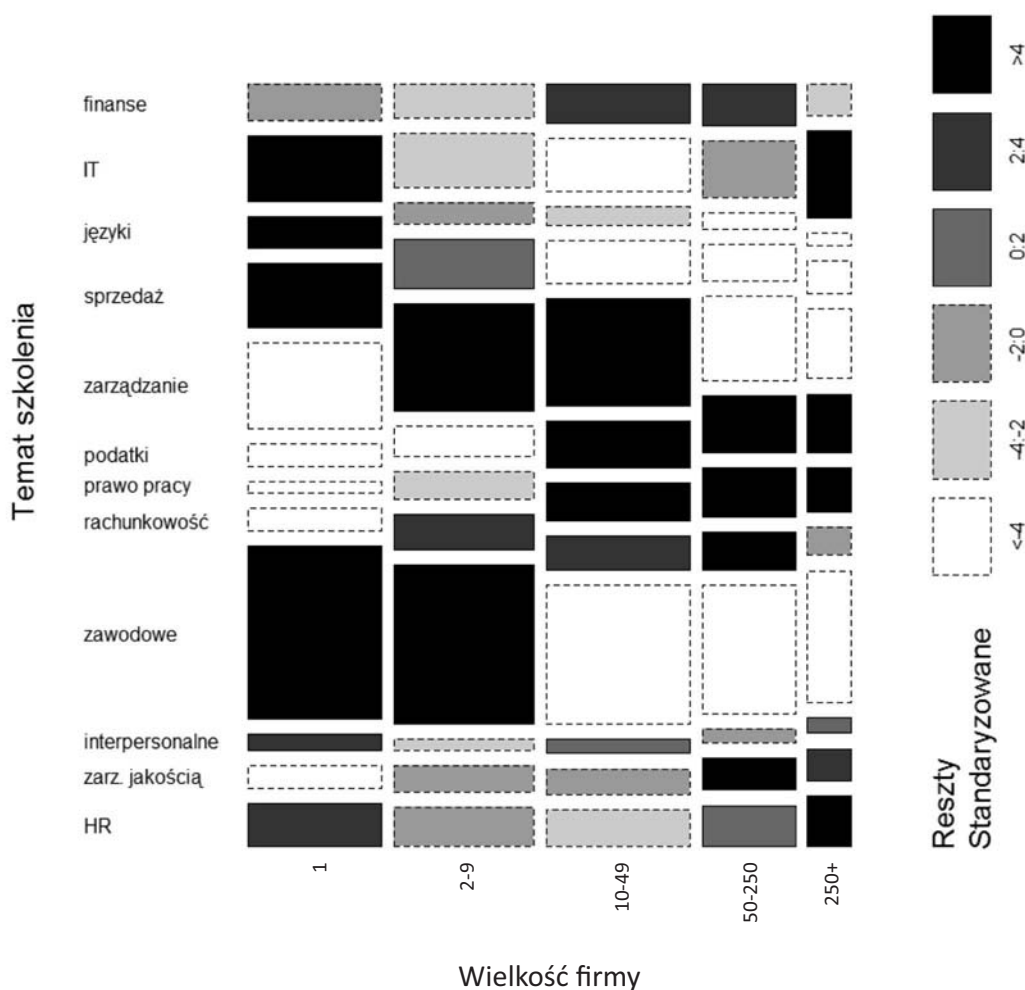 Temat szkolenia
finanse
IT
języki
sprzedaż
zarządzanie
podatki
prawo pracy
rachunkowość
zawodowe
interpersonalne
zarz. jakością
HR
1
2-9
10-49
50-250
250+
Wielkość firmy
Reszty
Standaryzowane
<-4
-4:-2
-2:0
0:2
2:4
>4